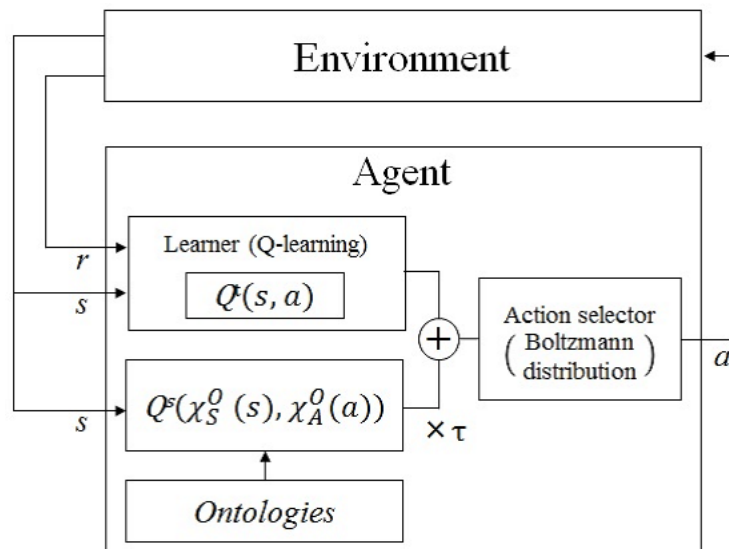 Environment
Agent
Learner (Q-learning)
r
Qᵗ(s, a)
s
Action selector
(Boltzmann
distribution)
a
+
Qˢ(χ_S^O (s), χ_A^O(a))
s
× τ
Ontologies